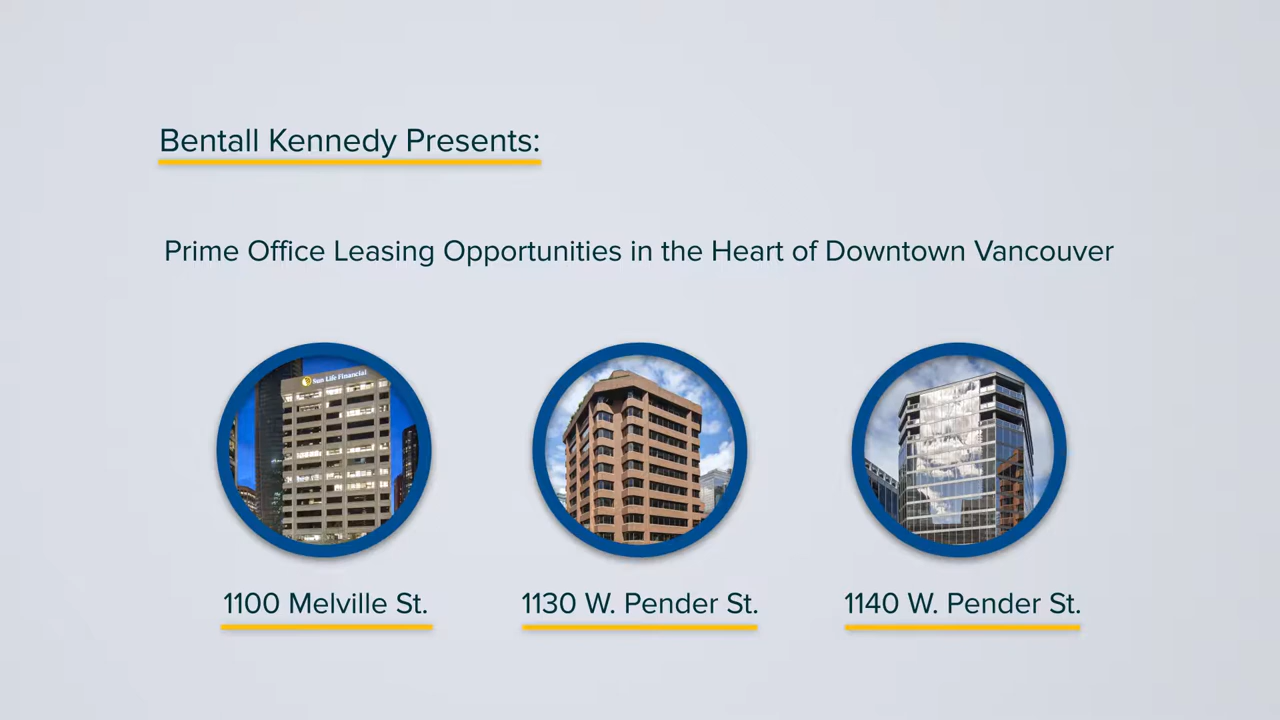 Bentall Kennedy Presents:
Prime Office Leasing Opportunities in the Heart of Downtown Vancouver
Sun Life Financial
1100 Melville St.
1130 W. Pender St.
1140 W. Pender St.